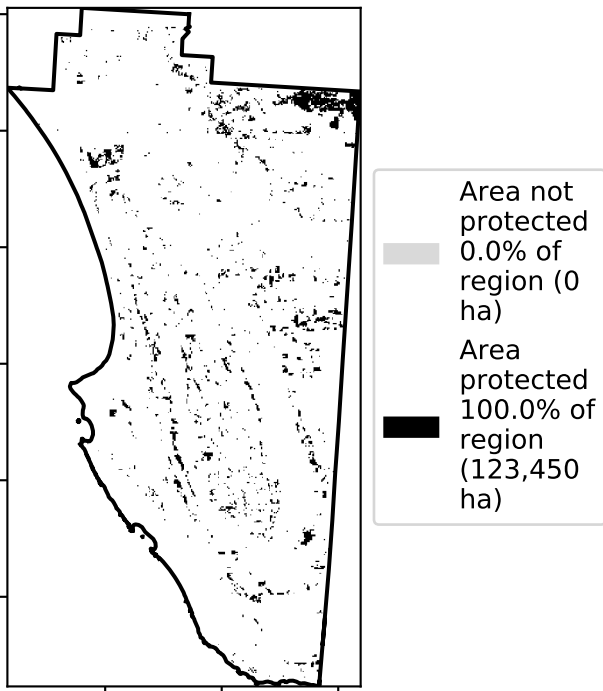 Area not
protected
0.0% of
region (0
ha)
Area
protected
100.0% of
region
(123,450
ha)